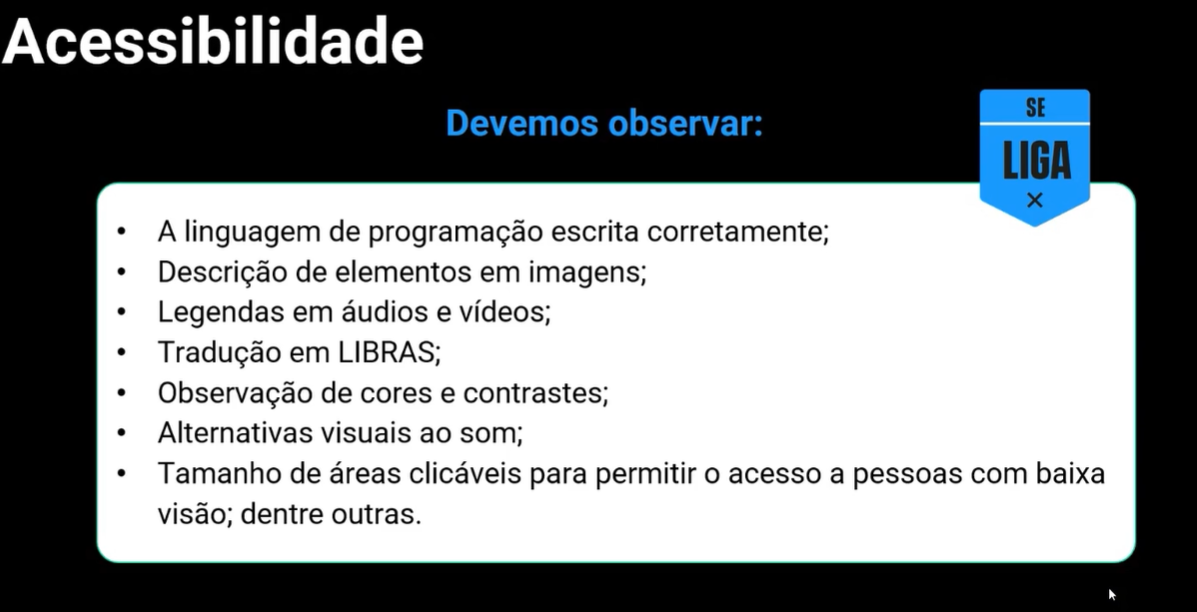 Acessibilidade
Devemos observar:
SE
LIGA
• A linguagem de programação escrita corretamente;
• Descrição de elementos em imagens;
• Legendas em áudios e vídeos;
• Tradução em LIBRAS;
• Observação de cores e contrastes;
• Alternativas visuais ao som;
• Tamanho de áreas clicáveis para permitir o acesso a pessoas com baixa
visão; dentre outras.